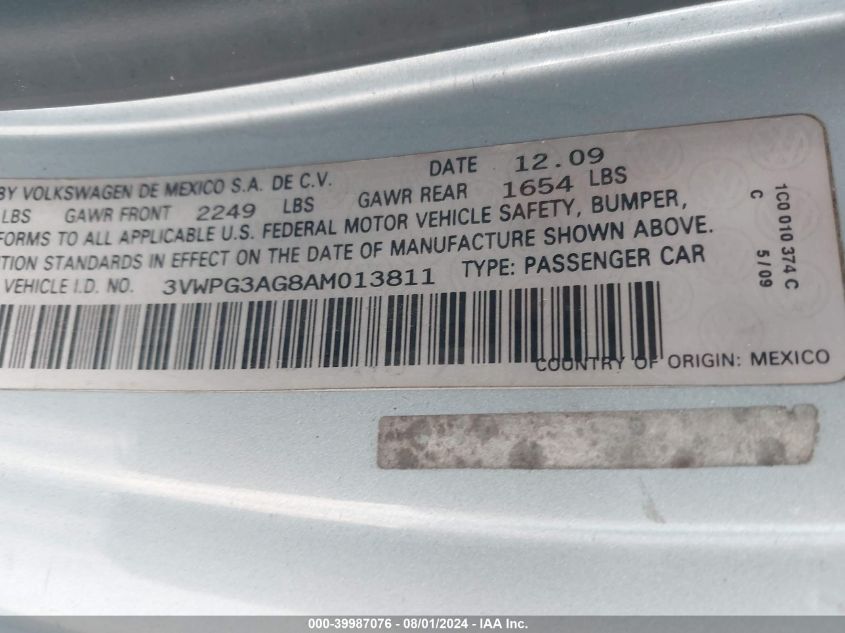 BY VOLKSWAGEN DE MEXICO S.A. DE C.V. DATE 12.09
LBS GAWR FRONT 2249 LBS GAWR REAR 1654 LBS
FORMS TO ALL APPLICABLE U.S. FEDERAL MOTOR VEHICLE SAFETY, BUMPER,
TION STANDARDS IN EFFECT ON THE DATE OF MANUFACTURE SHOWN ABOVE.
VEHICLE I.D. NO. 3VWPG3AG8AM013811 TYPE: PASSENGER CAR
COUNTRY OF ORIGIN: MEXICO
1C0 010 374 C
C 5/09
000-39987076 - 08/01/2024 - IAA Inc.